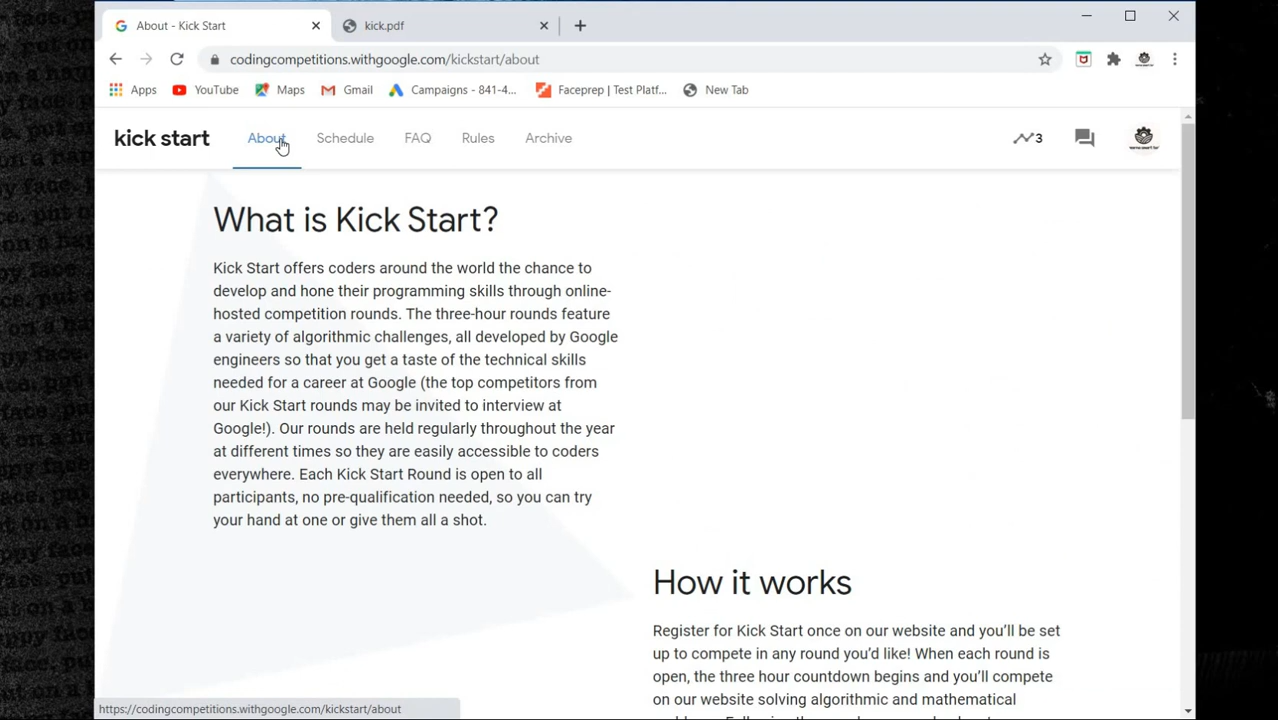 About - Kick Start
kick.pdf
codingcompetitions.withgoogle.com/kickstart/about
Apps
YouTube
Maps
Gmail
Campaigns - 841-4...
Faceprep | Test Platf...
New Tab
kick start
About
Schedule
FAQ
Rules
Archive
3
What is Kick Start?
Kick Start offers coders around the world the chance to
develop and hone their programming skills through online-
hosted competition rounds. The three-hour rounds feature
a variety of algorithmic challenges, all developed by Google
engineers so that you get a taste of the technical skills
needed for a career at Google (the top competitors from
our Kick Start rounds may be invited to interview at
Google!). Our rounds are held regularly throughout the year
at different times so they are easily accessible to coders
everywhere. Each Kick Start Round is open to all
participants, no pre-qualification needed, so you can try
your hand at one or give them all a shot.
How it works
Register for Kick Start once on our website and you'll be set
up to compete in any round you'd like! When each round is
open, the three hour countdown begins and you'll compete
on our website solving algorithmic and mathematical
https://codingcompetitions.withgoogle.com/kickstart/about